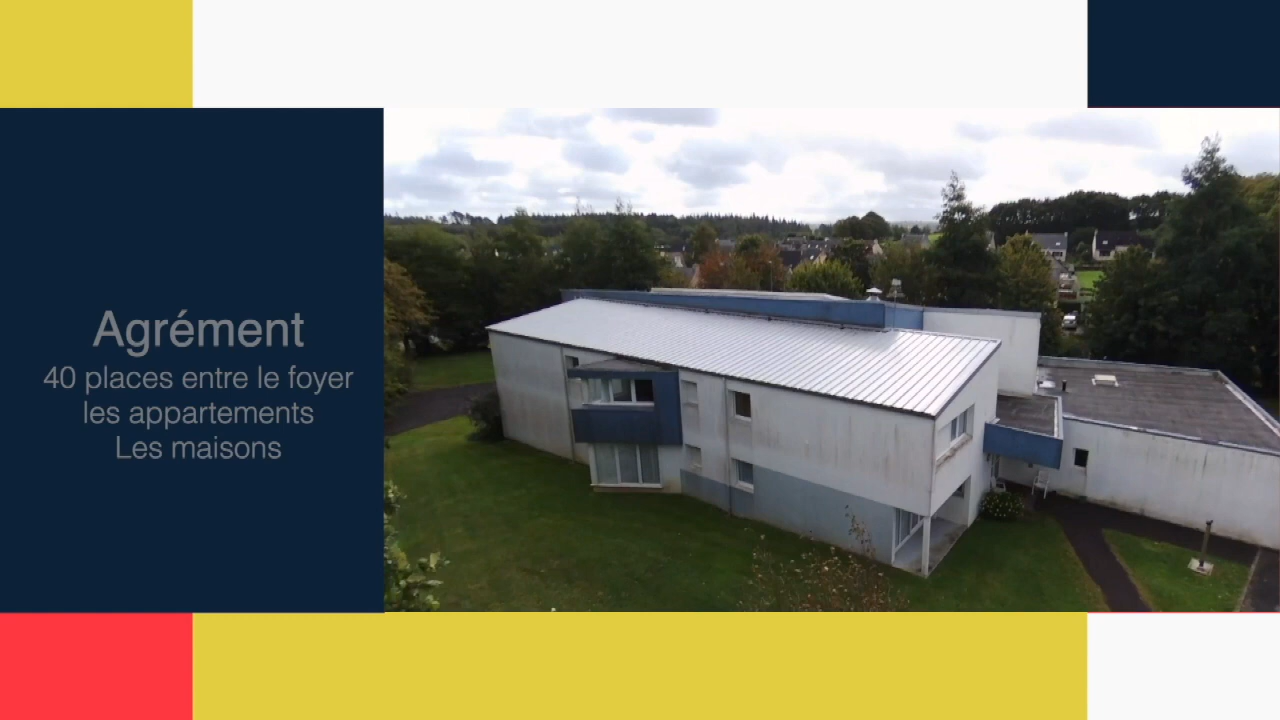 Agrément
40 places entre le foyer
les appartements
Les maisons